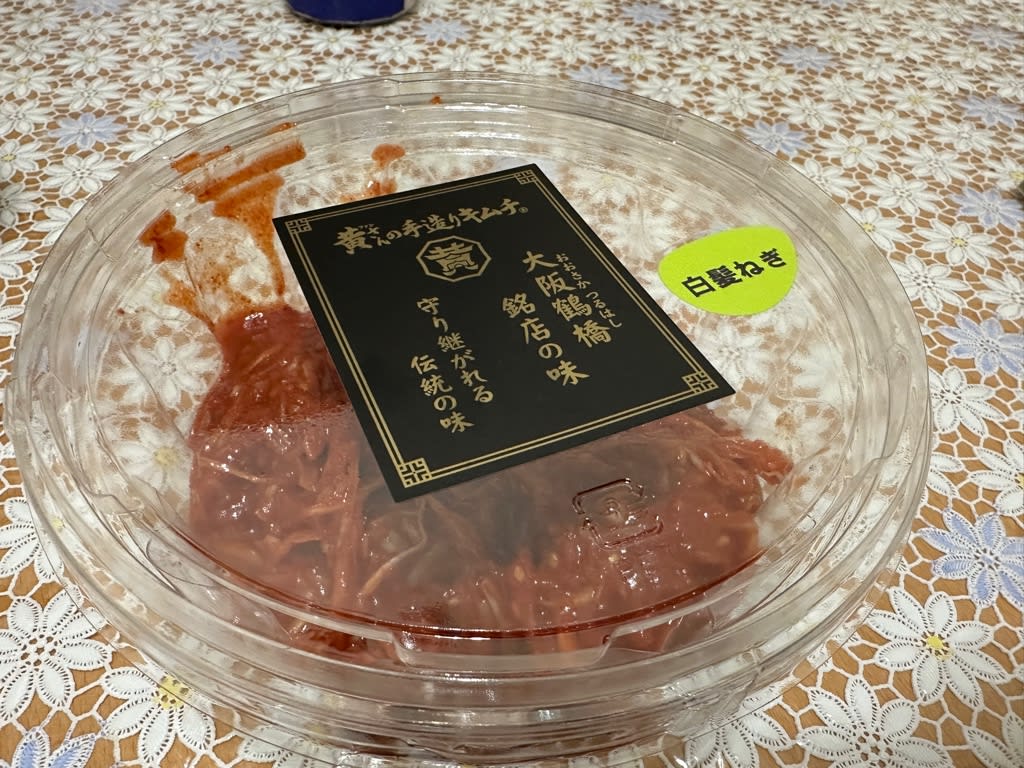 黄さんの手造りキムチ®
黄
大阪鶴橋
おおさかつるはし
銘店の味
守り継がれる
伝統の味
白髪ねぎ